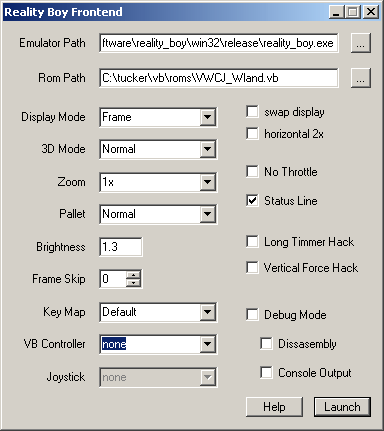 Reality Boy Frontend
Emulator Path ftware\reality_boy\win32\release\reality_boy.exe ...
Rom Path C:\tucker\vb\roms\VWCJ_Wland.vb ...
Display Mode Frame
swap display
horizontal 2x
3D Mode Normal
Zoom 1x
No Throttle
Pallet Normal
Status Line
Brightness 1.3
Long Timmer Hack
Frame Skip 0
Vertical Force Hack
Key Map Default
Debug Mode
VB Controller none
Dissasembly
Joystick none
Console Output
Help Launch